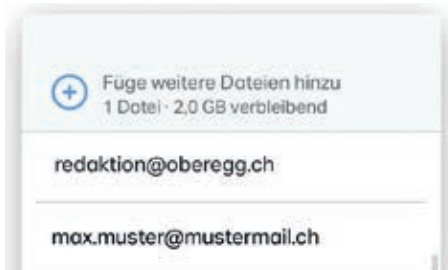 Füge weitere Dateien hinzu
1 Datei · 2,0 GB verbleibend
redaktion@oberegg.ch
max.muster@mustermail.ch